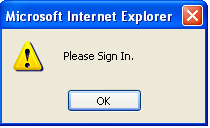 Microsoft Internet Explorer
Please Sign In.
OK